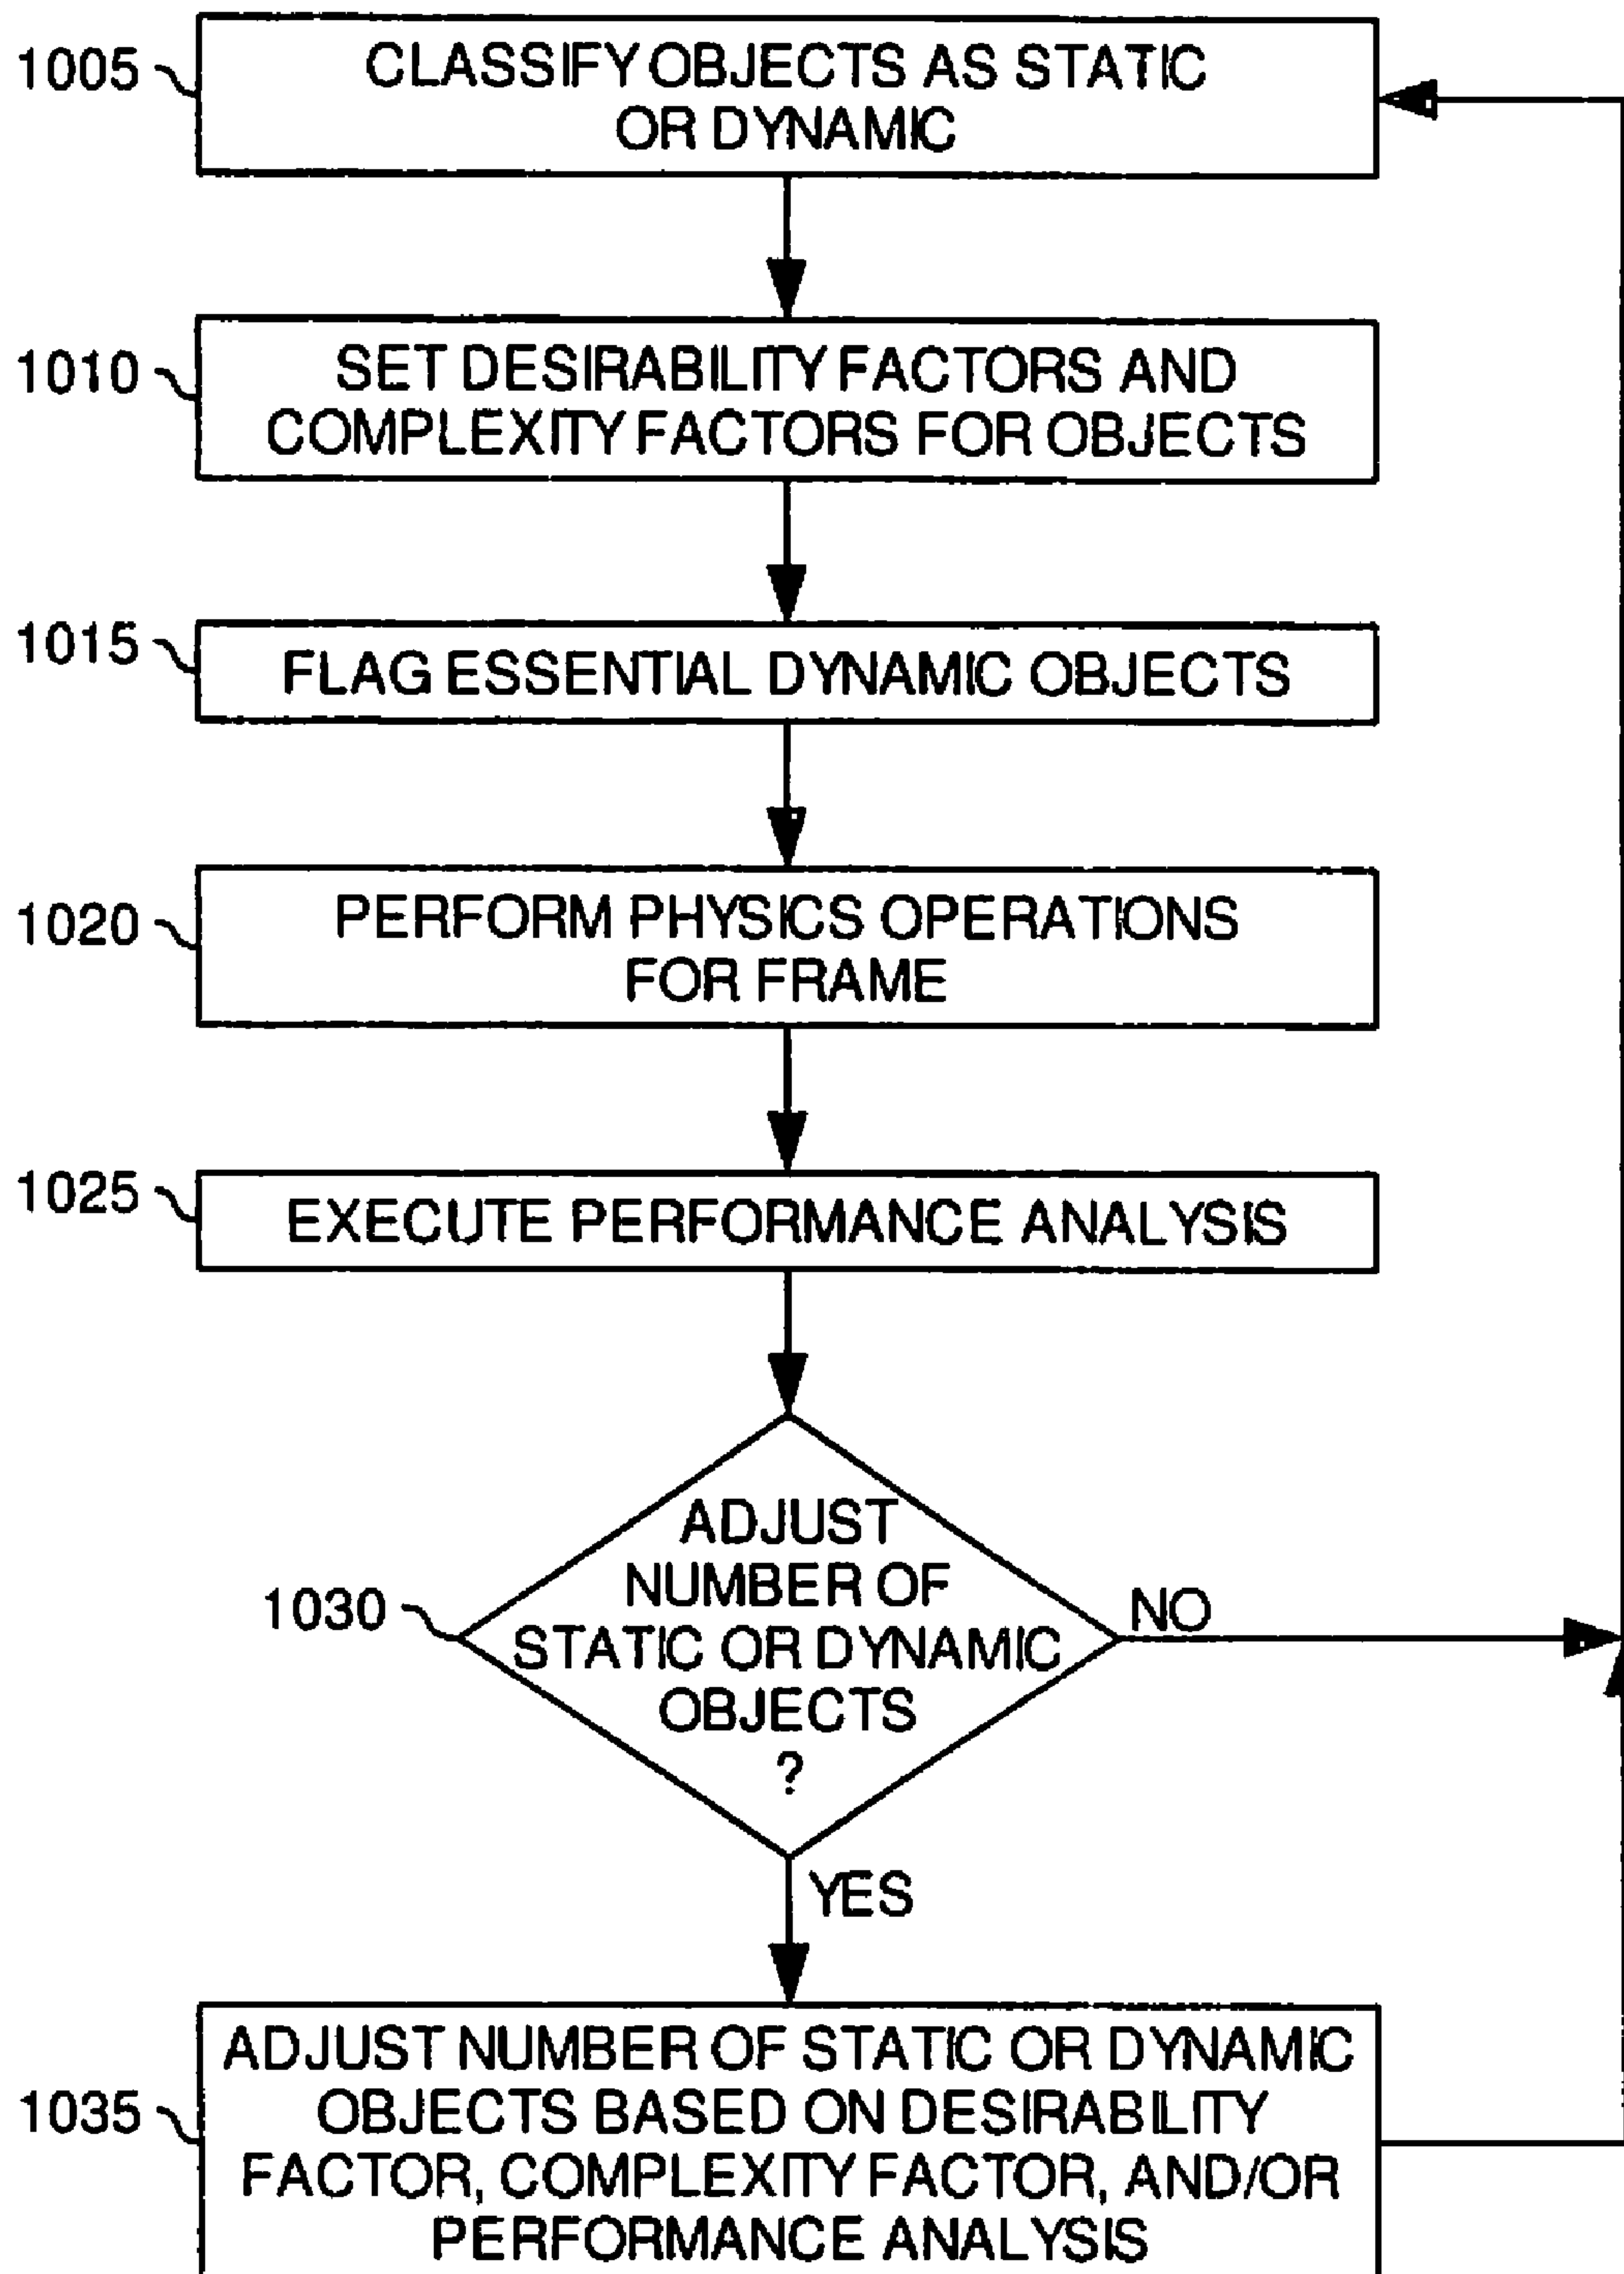 1005
CLASSIFY OBJECTS AS STATIC
OR DYNAMIC
1010
SET DESIRABILITY FACTORS AND
COMPLEXITY FACTORS FOR OBJECTS
1015
FLAG ESSENTIAL DYNAMIC OBJECTS
1020
PERFORM PHYSICS OPERATIONS
FOR FRAME
1025
EXECUTE PERFORMANCE ANALYSIS
1030
ADJUST
NUMBER OF
STATIC OR DYNAMIC
OBJECTS
?
NO
YES
1035
ADJUST NUMBER OF STATIC OR DYNAMIC
OBJECTS BASED ON DESIRABILITY
FACTOR, COMPLEXITY FACTOR, AND/OR
PERFORMANCE ANALYSIS